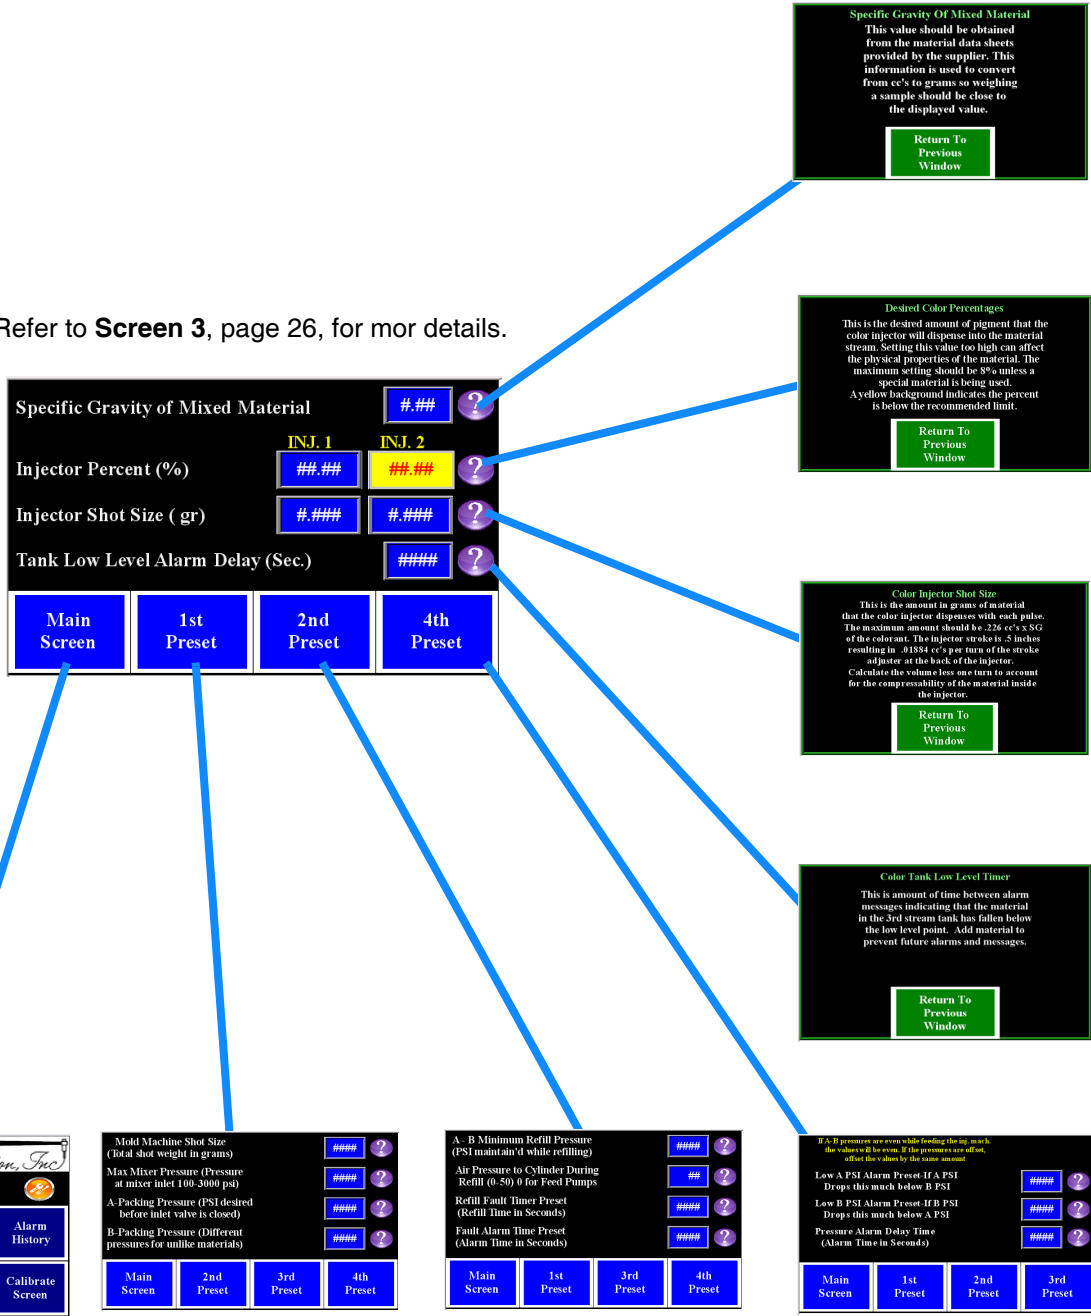 Specific Gravity Of Mixed Material
This value should be obtained
from the material data sheets
provided by the supplier. This
information is used to convert
from cc's to grams so weighing
a sample should be close to
the displayed value.
Return To
Previous
Window
Refer to Screen 3, page 26, for mor details.
Desired Color Percentages
This is the desired amount of pigment that the
color injector will dispense into the material
stream. Setting this value too high can affect
the physical properties of the material. The
maximum setting should be 8% unless a
special material is being used.
A yellow background indicates the percent
is below the recommended limit.
Return To
Previous
Window
Specific Gravity of Mixed Material #.## ?
INJ. 1 INJ. 2
Injector Percent (%) ##.## ##.## ?
Injector Shot Size ( gr) #.### #.### ?
Tank Low Level Alarm Delay (Sec.) #### ?
Main
Screen
1st
Preset
2nd
Preset
4th
Preset
Color Injector Shot Size
This is the amount in grams of material
that the color injector dispenses with each pulse.
The maximum amount should be .226 cc's x SG
of the colorant. The injector stroke is .5 inches
resulting in .01884 cc's per turn of the stroke
adjuster at the back of the injector.
Calculate the volume less one turn to account
for the compressability of the material inside
the injector.
Return To
Previous
Window
Color Tank Low Level Timer
This is amount of time between alarm
messages indicating that the material
in the 3rd stream tank has fallen below
the low level point. Add material to
prevent future alarms and messages.
Return To
Previous
Window
on, Inc
Alarm
History
Calibrate
Screen
Mold Machine Shot Size
(Total shot weight in grams) #### ?
Max Mixer Pressure (Pressure
at mixer inlet 100-3000 psi) #### ?
A-Packing Pressure (PSI desired
before inlet valve is closed) #### ?
B-Packing Pressure (Different
pressures for unlike materials) #### ?
Main
Screen
2nd
Preset
3rd
Preset
4th
Preset
A - B Minimum Refill Pressure
(PSI maintain'd while refilling) #### ?
Air Pressure to Cylinder During
Refill (0-50) 0 for Feed Pumps ## ?
Refill Fault Timer Preset
(Refill Time in Seconds) #### ?
Fault Alarm Time Preset
(Alarm Time in Seconds) #### ?
Main
Screen
1st
Preset
3rd
Preset
4th
Preset
If A-B pressures are even while feeding the inj. mach.
the values will be even. If the pressures are offset,
offset the values by the same amount
Low A PSI Alarm Preset-If A PSI
Drops this much below B PSI #### ?
Low B PSI Alarm Preset-If B PSI
Drops this much below A PSI #### ?
Pressure Alarm Delay Time
(Alarm Time in Seconds) #### ?
Main
Screen
1st
Preset
2nd
Preset
3rd
Preset